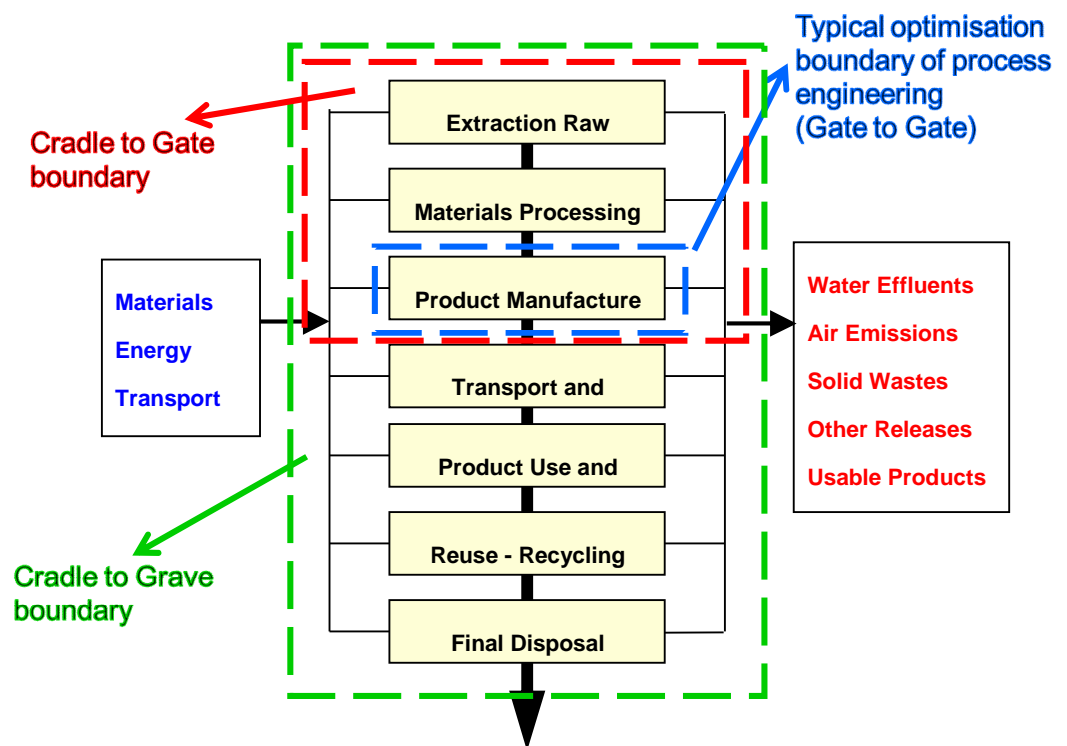 Typical optimisation
boundary of process
engineering
(Gate to Gate)
Cradle to Gate
boundary
Extraction Raw
Materials Processing
Product Manufacture
Transport and
Product Use and
Reuse - Recycling
Final Disposal
Materials
Energy
Transport
Water Effluents
Air Emissions
Solid Wastes
Other Releases
Usable Products
Cradle to Grave
boundary